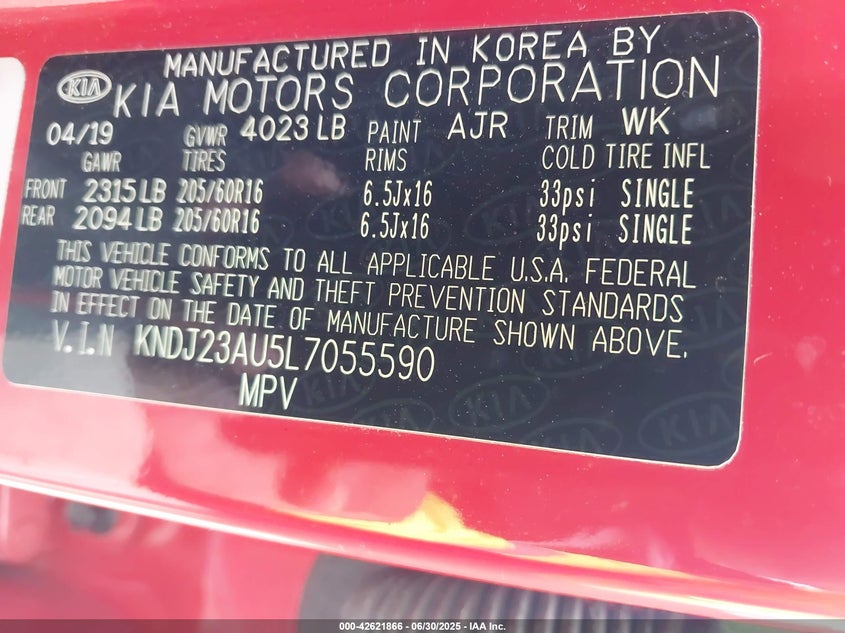 MANUFACTURED IN KOREA BY
KIA KIA MOTORS CORPORATION
04/19 GVWR 4023 LB PAINT AJR TRIM WK
GAWR TIRES RIMS COLD TIRE INFL
FRONT 2315 LB 205/60R16 6.5Jx16 33psi SINGLE
REAR 2094 LB 205/60R16 6.5Jx16 33psi SINGLE
THIS VEHICLE CONFORMS TO ALL APPLICABLE U.S.A. FEDERAL
MOTOR VEHICLE SAFETY AND THEFT PREVENTION STANDARDS
IN EFFECT ON THE DATE OF MANUFACTURE SHOWN ABOVE.
V.I.N KNDJ23AU5L7055590
MPV
000-42621866 - 06/30/2025 - IAA Inc.